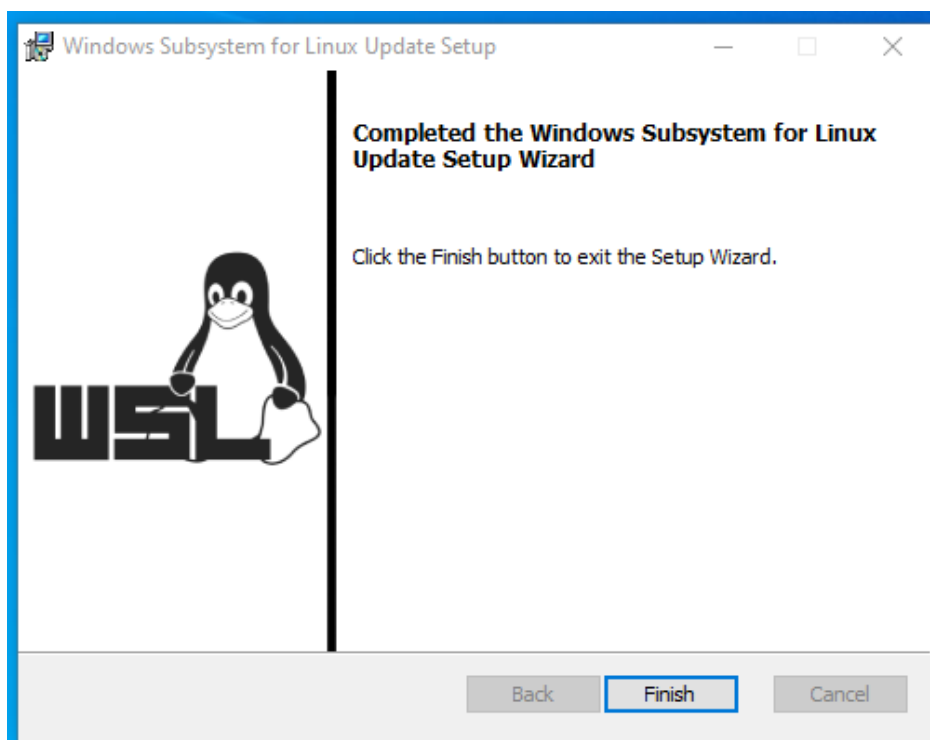 Windows Subsystem for Linux Update Setup
Completed the Windows Subsystem for Linux
Update Setup Wizard
Click the Finish button to exit the Setup Wizard.
WSL
Back Finish Cancel